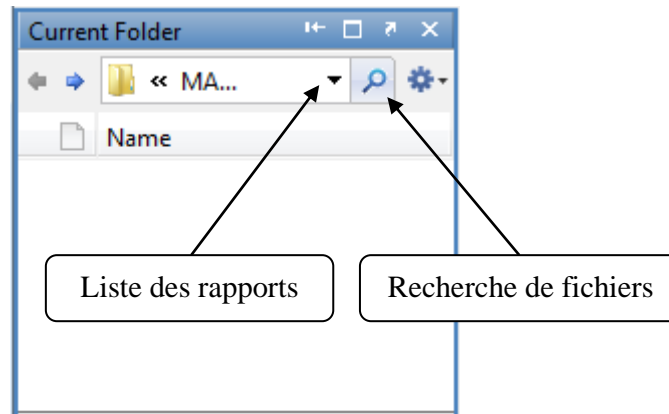 Current Folder
« MA...
Name
Liste des rapports
Recherche de fichiers